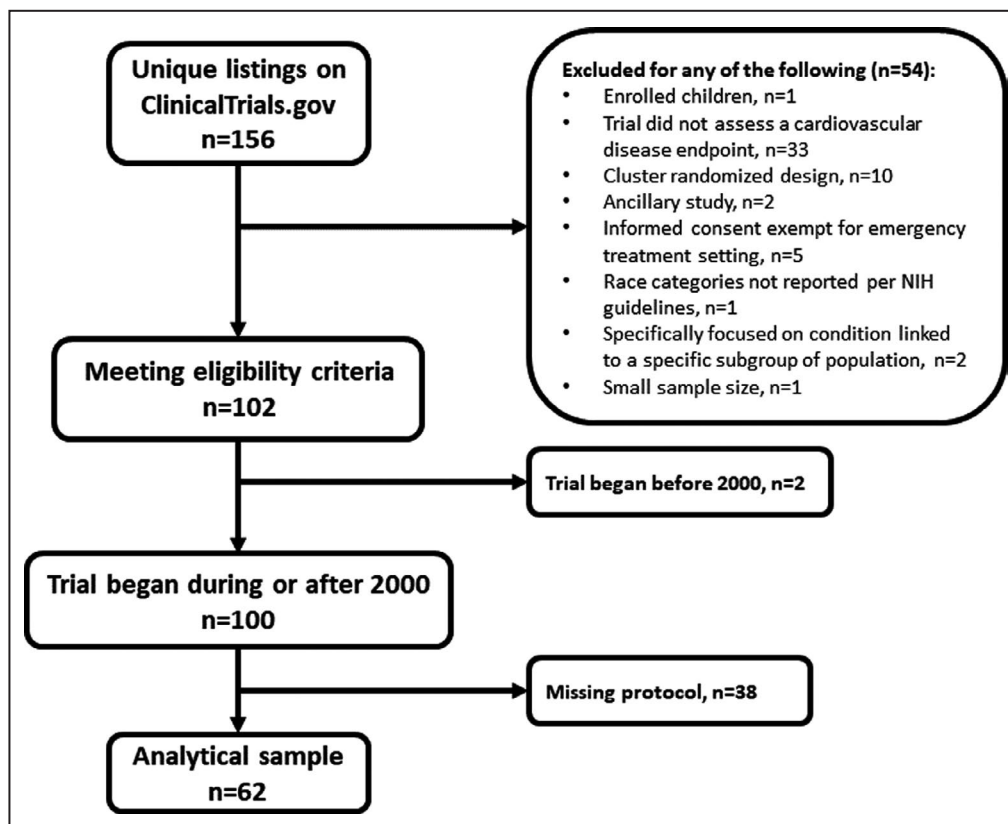 Unique listings on
ClinicalTrials.gov
n=156
Excluded for any of the following (n=54):
• Enrolled children, n=1
• Trial did not assess a cardiovascular
disease endpoint, n=33
• Cluster randomized design, n=10
• Ancillary study, n=2
• Informed consent exempt for emergency
treatment setting, n=5
• Race categories not reported per NIH
guidelines, n=1
• Specifically focused on condition linked
to a specific subgroup of population, n=2
• Small sample size, n=1
Meeting eligibility criteria
n=102
Trial began before 2000, n=2
Trial began during or after 2000
n=100
Missing protocol, n=38
Analytical sample
n=62